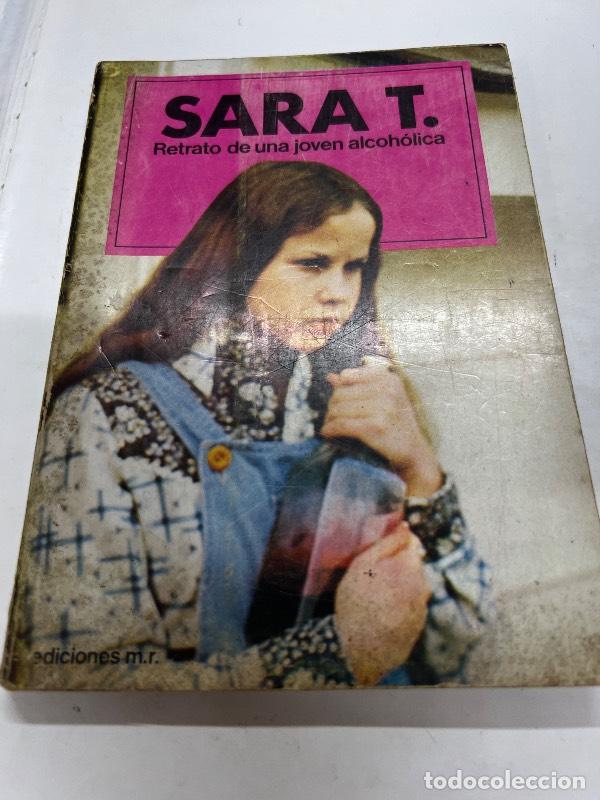 SARA T.
Retrato de una joven alcohólica
ediciones m.r.
todocoleccion